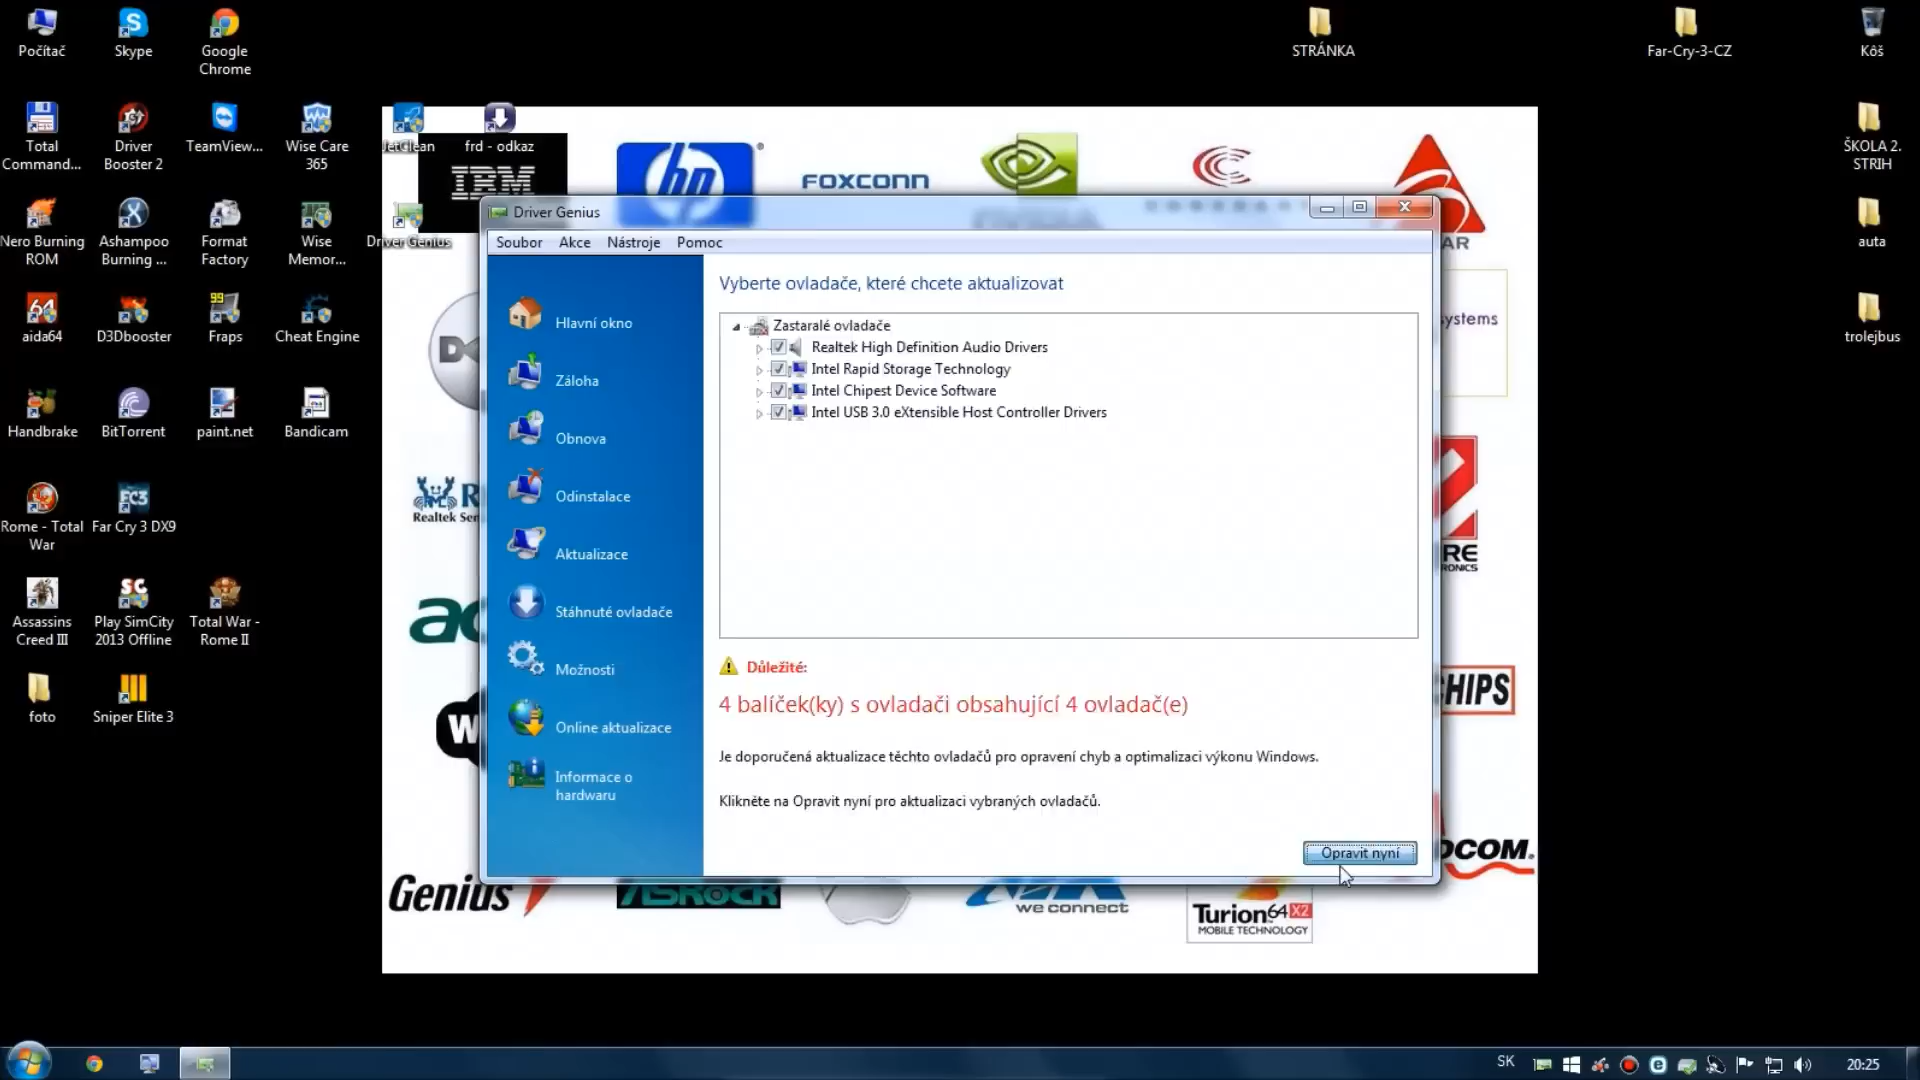 Počítač
Skype
Google
Chrome
STRÁNKA
Far-Cry-3-CZ
Kôš
Total
Command...
Driver
Booster 2
TeamView...
Wise Care
365
JetClean
frd - odkaz
ŠKOLA 2.
STRIH
IBM
hp
FOXCONN
Nero Burning
ROM
Ashampoo
Burning ...
Format
Factory
Wise
Memor...
Driver Genius
auta
aida64
D3Dbooster
Fraps
Cheat Engine
trolejbus
Handbrake
BitTorrent
paint.net
Bandicam
Rome - Total
War
Far Cry 3 DX9
Assassins
Creed III
Play SimCity
2013 Offline
Total War -
Rome II
foto
Sniper Elite 3
Driver Genius
Soubor
Akce
Nástroje
Pomoc
Hlavní okno
Záloha
Obnova
Odinstalace
Aktualizace
Stáhnuté ovladače
Možnosti
Online aktualizace
Informace o
hardwaru
Vyberte ovladače, které chcete aktualizovat
Zastaralé ovladače
Realtek High Definition Audio Drivers
Intel Rapid Storage Technology
Intel Chipest Device Software
Intel USB 3.0 eXtensible Host Controller Drivers
Důležité:
4 balíček(ky) s ovladači obsahující 4 ovladač(e)
Je doporučená aktualizace těchto ovladačů pro opravení chyb a optimalizaci výkonu Windows.
Klikněte na Opravit nyní pro aktualizaci vybraných ovladačů.
Opravit nyní
Genius
ASRock
we connect
Turion64 X2
MOBILE TECHNOLOGY
SK
20:25